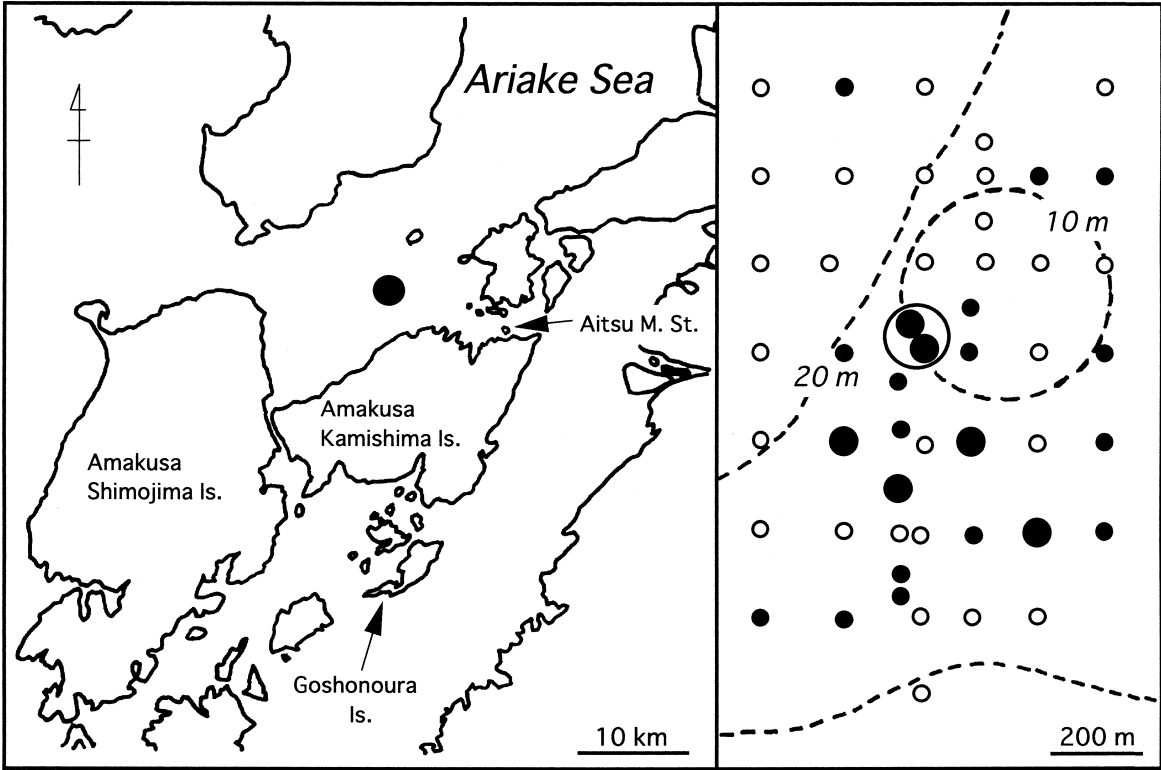 Ariake Sea
Aitsu M. St.
Amakusa
Kamishima Is.
Amakusa
Shimojima Is.
Goshonoura
Is.
10 km
10 m
20 m
200 m